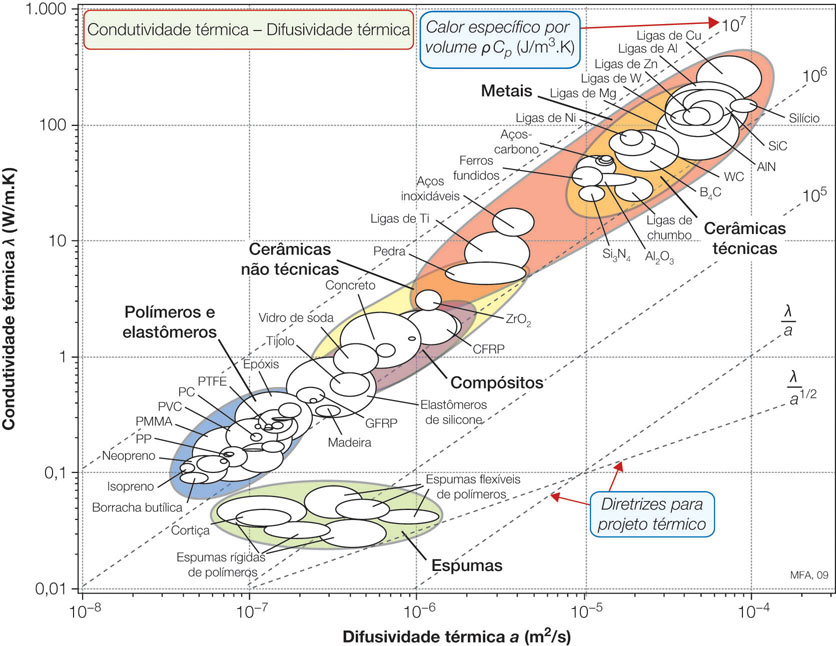 Condutividade térmica – Difusividade térmica
Calor específico por
volume ρ Cp (J/m³.K)
Condutividade térmica λ (W/m.K)
1.000
100
10
1
0,1
0,01
10⁻⁸
10⁻⁷
10⁻⁶
10⁻⁵
10⁻⁴
Difusividade térmica a (m²/s)
10⁷
10⁶
10⁵
λ
a
λ
a¹/²
Ligas de Cu
Ligas de Al
Ligas de Zn
Ligas de W
Ligas de Mg
Metais
Ligas de Ni
Aços-
carbono
Ferros
fundidos
Aços
inoxidáveis
Ligas de Ti
Pedra
Silício
SiC
AlN
WC
B₄C
Ligas de
chumbo
Cerâmicas
técnicas
Al₂O₃
Si₃N₄
Cerâmicas
não técnicas
Concreto
Vidro de soda
Tijolo
ZrO₂
CFRP
Compósitos
Polímeros e
elastômeros
Epóxis
PTFE
PC
PVC
PMMA
PP
Neopreno
Isopreno
Borracha butílica
GFRP
Madeira
Elastômeros
de silicone
Espumas flexíveis
de polímeros
Cortiça
Espumas rígidas
de polímeros
Espumas
Diretrizes para
projeto térmico
MFA, 09